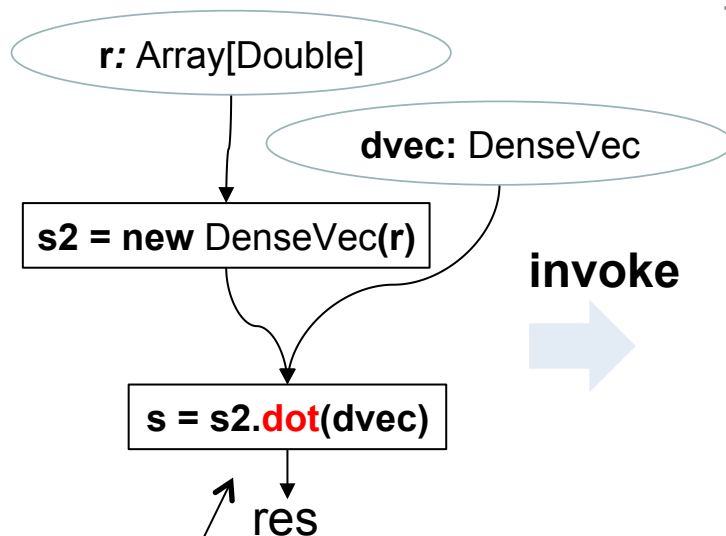 r: Array[Double]
dvec: DenseVec
s2 = new DenseVec(r)
invoke
s = s2.dot(dvec)
res